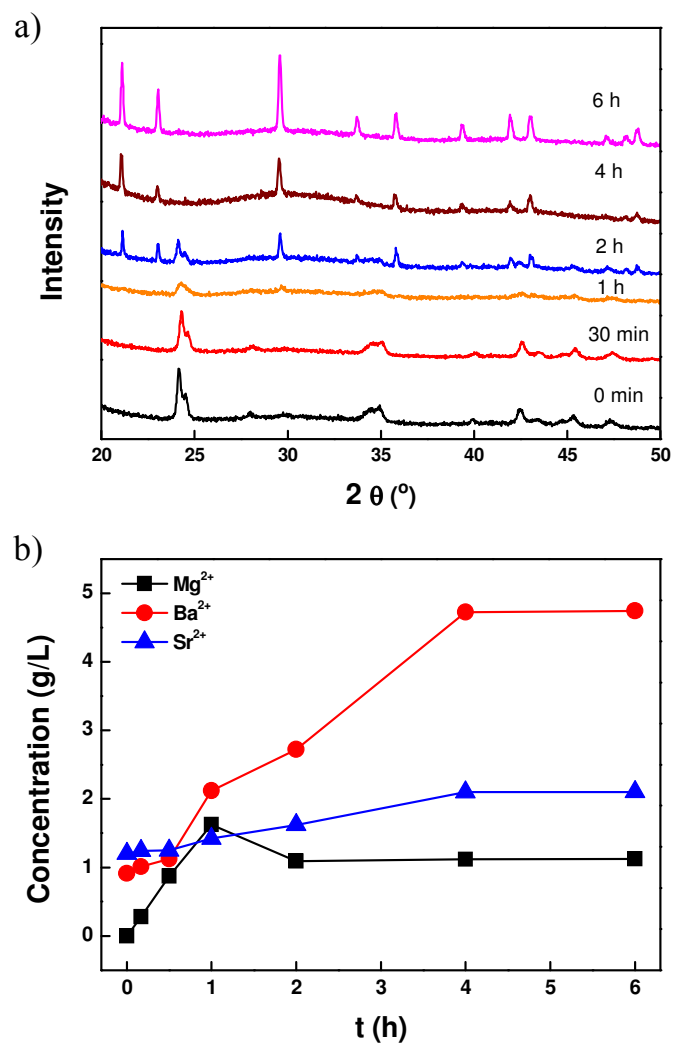 a)
6 h
4 h
2 h
1 h
30 min
0 min
Intensity
20 25 30 35 40 45 50
2 θ (°)
b)
Mg²⁺
Ba²⁺
Sr²⁺
5
4
3
2
1
0
Concentration (g/L)
0 1 2 3 4 5 6
t (h)